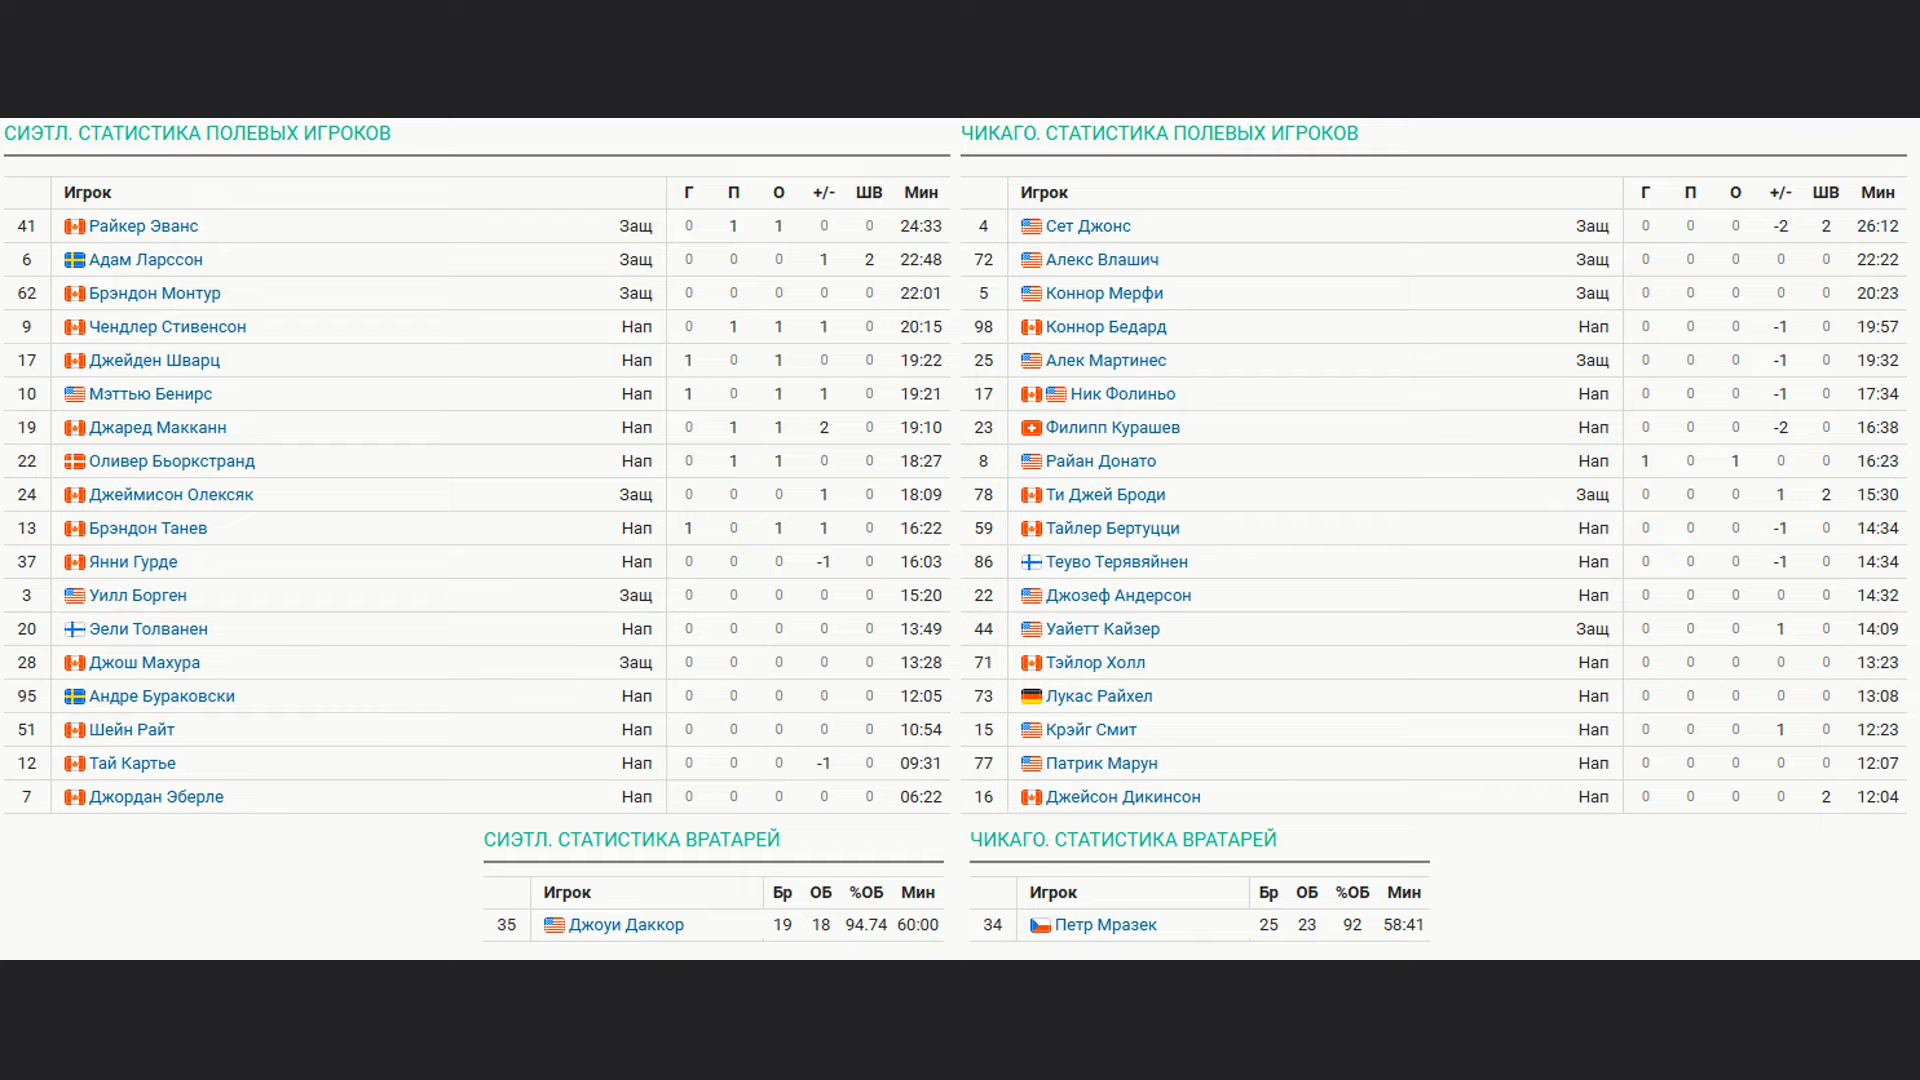 СИЭТЛ. СТАТИСТИКА ПОЛЕВЫХ ИГРОКОВ
Игрок Г П О +/- ШВ Мин
41 Райкер Эванс Защ 0 1 1 0 0 24:33
6 Адам Ларссон Защ 0 0 0 1 2 22:48
62 Брэндон Монтур Защ 0 0 0 0 0 22:01
9 Чендлер Стивенсон Нап 0 1 1 1 0 20:15
17 Джейден Шварц Нап 1 0 1 0 0 19:22
10 Мэттью Бенирс Нап 1 0 1 1 0 19:21
19 Джаред Макканн Нап 0 1 1 2 0 19:10
22 Оливер Бьоркстранд Нап 0 1 1 0 0 18:27
24 Джеймисон Олексяк Защ 0 0 0 1 0 18:09
13 Брэндон Танев Нап 1 0 1 1 0 16:22
37 Янни Гурде Нап 0 0 0 -1 0 16:03
3 Уилл Борген Защ 0 0 0 0 0 15:20
20 Эели Толванен Нап 0 0 0 0 0 13:49
28 Джош Махура Защ 0 0 0 0 0 13:28
95 Андре Бураковски Нап 0 0 0 0 0 12:05
51 Шейн Райт Нап 0 0 0 0 0 10:54
12 Тай Картье Нап 0 0 0 -1 0 09:31
7 Джордан Эберле Нап 0 0 0 0 0 06:22
ЧИКАГО. СТАТИСТИКА ПОЛЕВЫХ ИГРОКОВ
Игрок Г П О +/- ШВ Мин
4 Сет Джонс Защ 0 0 0 -2 2 26:12
72 Алекс Влашич Защ 0 0 0 0 0 22:22
5 Коннор Мерфи Защ 0 0 0 0 0 20:23
98 Коннор Бедард Нап 0 0 0 -1 0 19:57
25 Алек Мартинес Защ 0 0 0 -1 0 19:32
17 Ник Фолиньо Нап 0 0 0 -1 0 17:34
23 Филипп Курашев Нап 0 0 0 -2 0 16:38
8 Райан Донато Нап 1 0 1 0 0 16:23
78 Ти Джей Броди Защ 0 0 0 1 2 15:30
59 Тайлер Бертуцци Нап 0 0 0 -1 0 14:34
86 Теуво Терявяйнен Нап 0 0 0 -1 0 14:34
22 Джозеф Андерсон Нап 0 0 0 0 0 14:32
44 Уайетт Кайзер Защ 0 0 0 1 0 14:09
71 Тэйлор Холл Нап 0 0 0 0 0 13:23
73 Лукас Райхел Нап 0 0 0 0 0 13:08
15 Крэйг Смит Нап 0 0 0 1 0 12:23
77 Патрик Марун Нап 0 0 0 0 0 12:07
16 Джейсон Дикинсон Нап 0 0 0 0 2 12:04
СИЭТЛ. СТАТИСТИКА ВРАТАРЕЙ
Игрок Бр ОБ %ОБ Мин
35 Джоуи Даккор 19 18 94.74 60:00
ЧИКАГО. СТАТИСТИКА ВРАТАРЕЙ
Игрок Бр ОБ %ОБ Мин
34 Петр Мразек 25 23 92 58:41